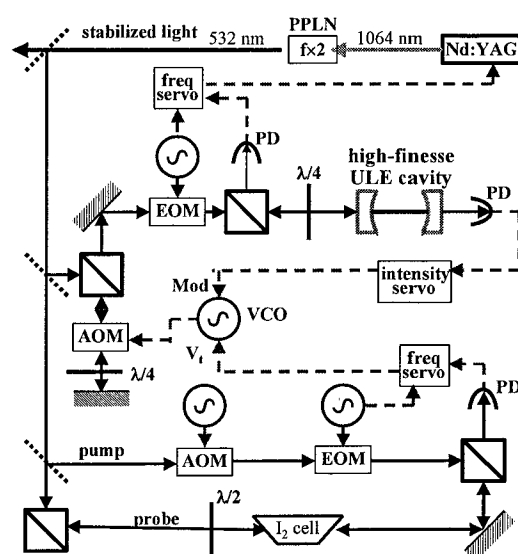 PPLN
stabilized light
532 nm
f×2
1064 nm
Nd:YAG
freq
servo
PD
λ/4
high-finesse
ULE cavity
PD
EOM
intensity
servo
Mod
VCO
AOM
Vt
λ/4
freq
servo
PD
pump
AOM
EOM
λ/2
probe
I2 cell